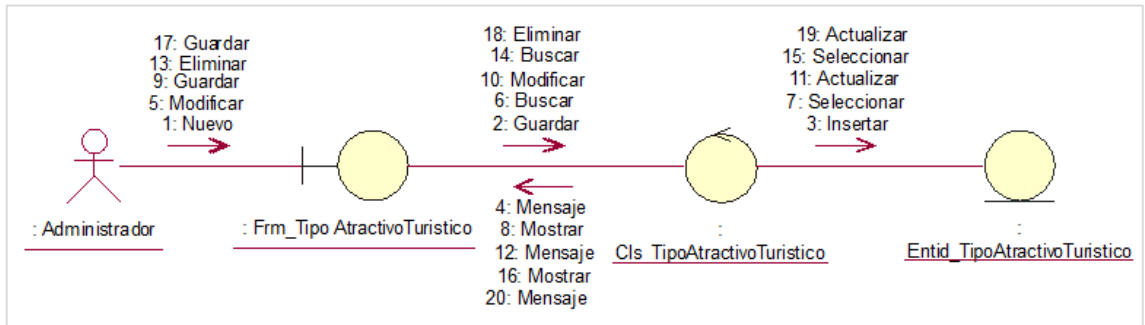 17: Guardar
13: Eliminar
9: Guardar
5: Modificar
1: Nuevo
18: Eliminar
14: Buscar
10: Modificar
6: Buscar
2: Guardar
19: Actualizar
15: Seleccionar
11: Actualizar
7: Seleccionar
3: Insertar
4: Mensaje
8: Mostrar
12: Mensaje
16: Mostrar
20: Mensaje
: Administrador
: Frm_Tipo AtractivoTuristico
:
Cls_TipoAtractivoTuristico
:
Entid_TipoAtractivoTuristico